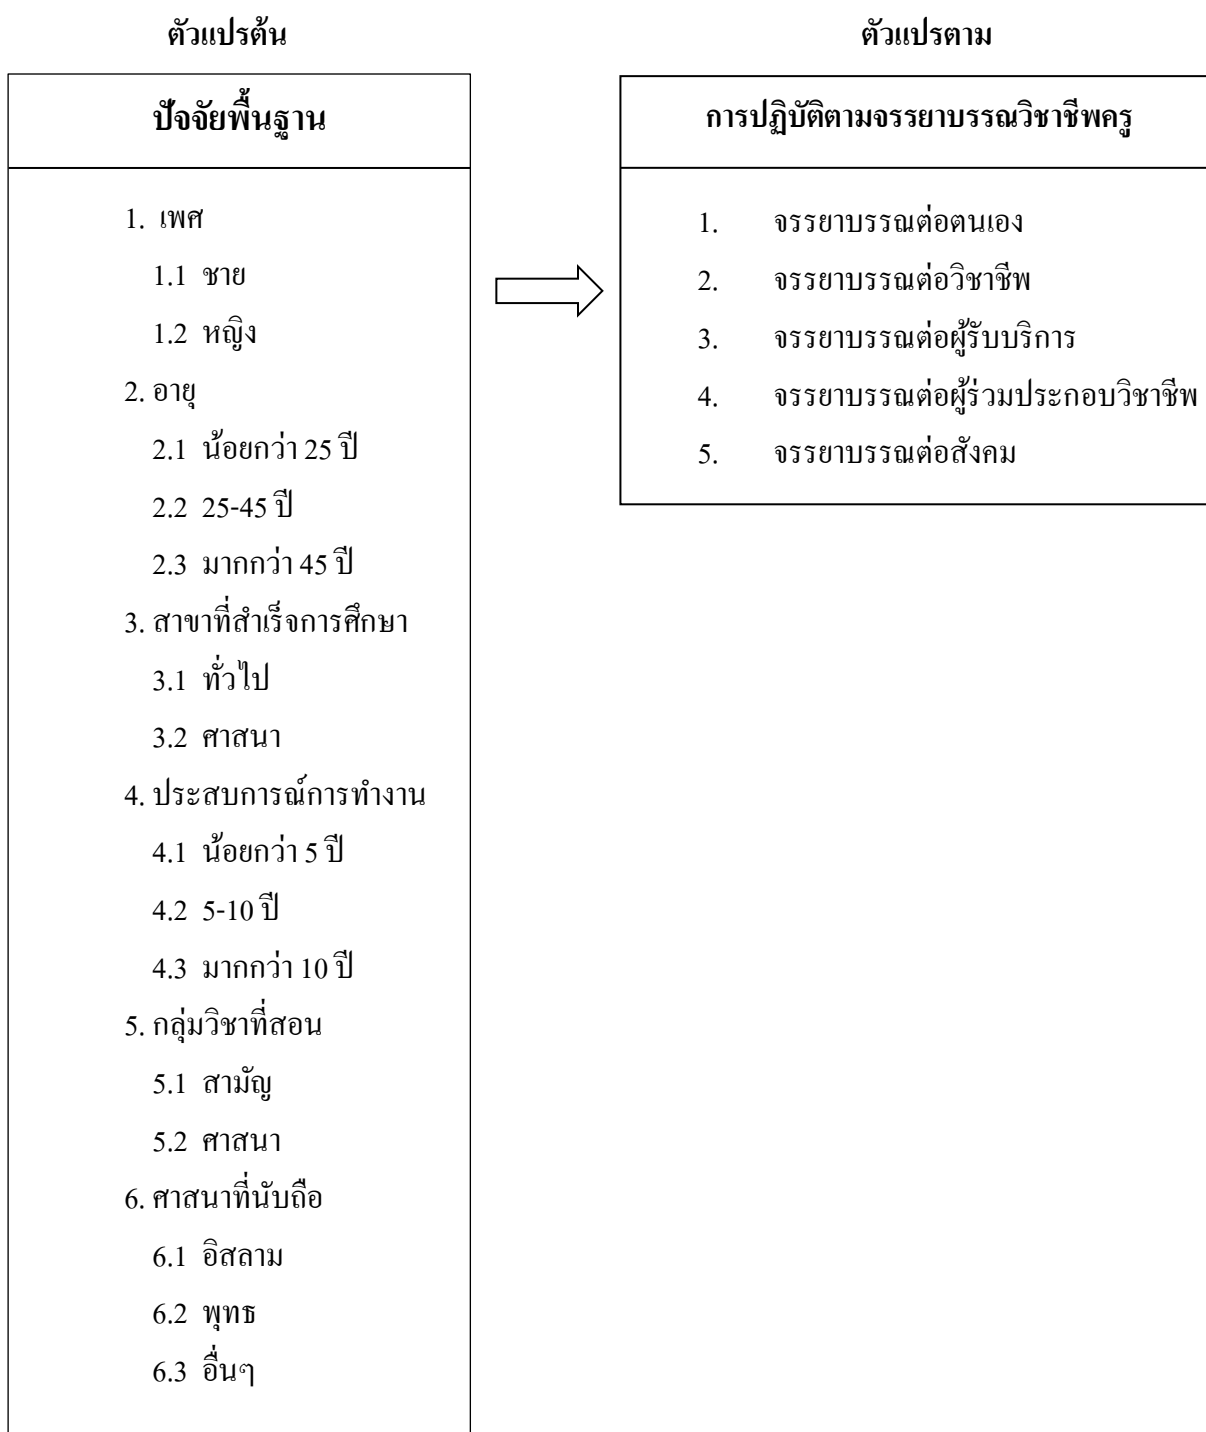 ตัวแปรต้น
ปัจจัยพื้นฐาน
1. เพศ
1.1 ชาย
1.2 หญิง
2. อายุ
2.1 น้อยกว่า 25 ปี
2.2 25-45 ปี
2.3 มากกว่า 45 ปี
3. สาขาที่สำเร็จการศึกษา
3.1 ทั่วไป
3.2 ศาสนา
4. ประสบการณ์การทำงาน
4.1 น้อยกว่า 5 ปี
4.2 5-10 ปี
4.3 มากกว่า 10 ปี
5. กลุ่มวิชาที่สอน
5.1 สามัญ
5.2 ศาสนา
6. ศาสนาที่นับถือ
6.1 อิสลาม
6.2 พุทธ
6.3 อื่นๆ
ตัวแปรตาม
การปฏิบัติตามจรรยาบรรณวิชาชีพครู
1. จรรยาบรรณต่อตนเอง
2. จรรยาบรรณต่อวิชาชีพ
3. จรรยาบรรณต่อผู้รับบริการ
4. จรรยาบรรณต่อผู้ร่วมประกอบวิชาชีพ
5. จรรยาบรรณต่อสังคม